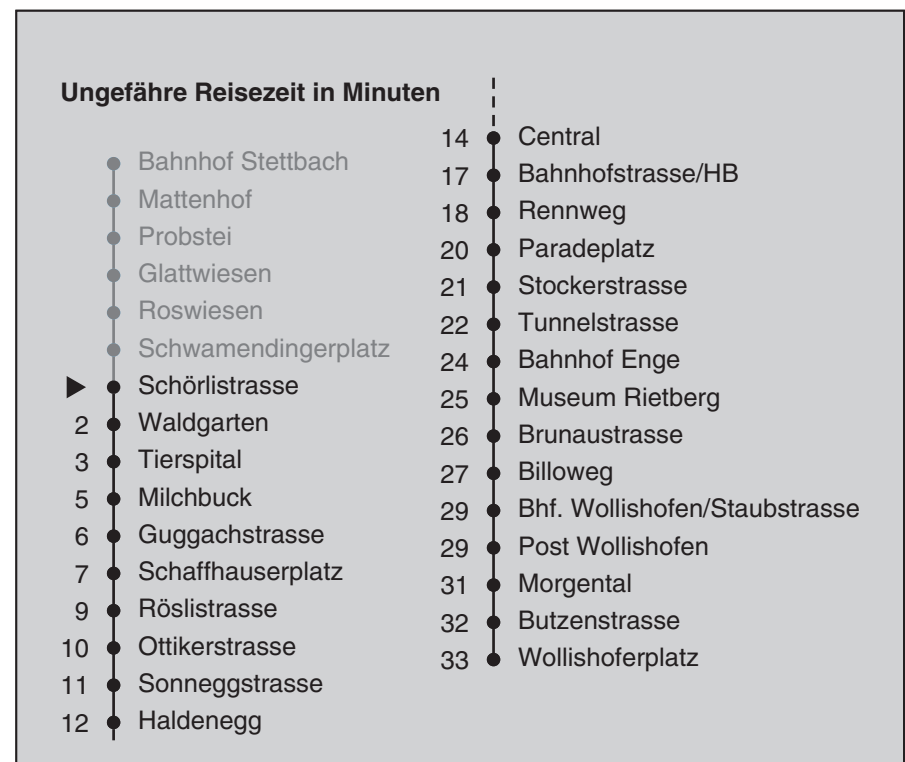 Ungefähre Reisezeit in Minuten
Bahnhof Stettbach
Mattenhof
Probstei
Glattwiesen
Roswiesen
Schwamendingerplatz
Schörlistrasse
2 Waldgarten
3 Tierspital
5 Milchbuck
6 Guggachstrasse
7 Schaffhauserplatz
9 Röslistrasse
10 Ottikerstrasse
11 Sonneggstrasse
12 Haldenegg
14 Central
17 Bahnhofstrasse/HB
18 Rennweg
20 Paradeplatz
21 Stockerstrasse
22 Tunnelstrasse
24 Bahnhof Enge
25 Museum Rietberg
26 Brunaustrasse
27 Billoweg
29 Bhf. Wollishofen/Staubstrasse
29 Post Wollishofen
31 Morgental
32 Butzenstrasse
33 Wollishoferplatz